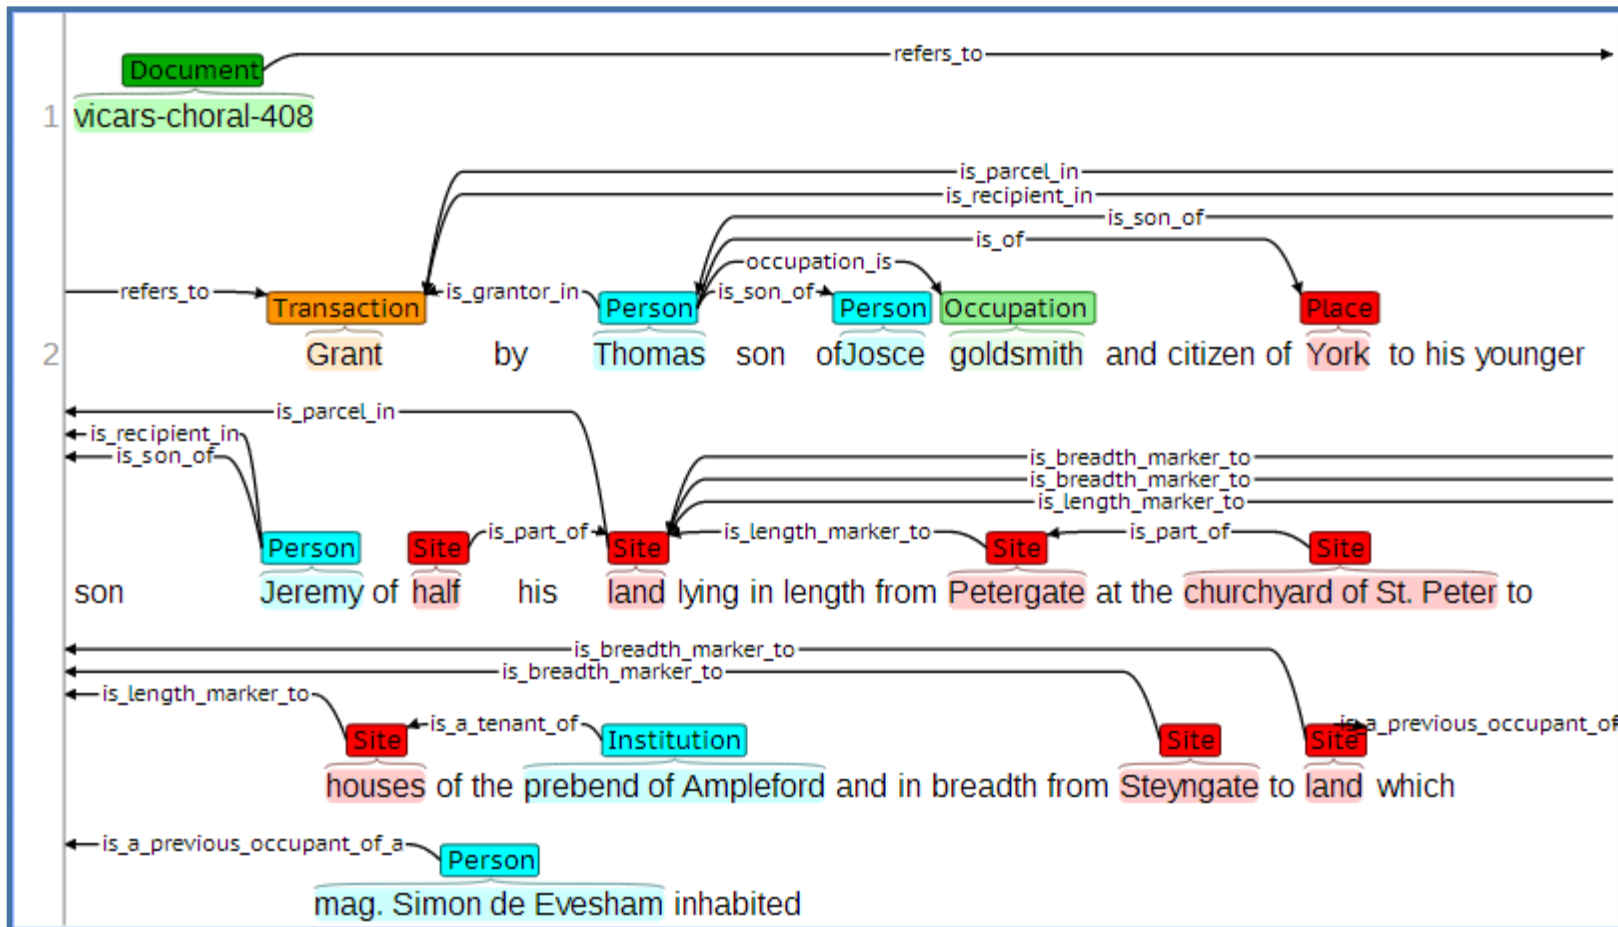 refers_to
Document
1 vicars-choral-408
is_parcel_in
is_recipient_in
is_son_of
is_of
occupation_is
refers_to is_grantor_in is_son_of
Transaction Person Person Occupation Place
2 Grant by Thomas son ofJosce goldsmith and citizen of York to his younger
is_parcel_in
is_recipient_in
is_son_of is_breadth_marker_to
is_breadth_marker_to
is_length_marker_to
is_part_of is_length_marker_to is_part_of
Person Site Site Site Site
son Jeremy of half his land lying in length from Petergate at the churchyard of St. Peter to
is_breadth_marker_to
is_breadth_marker_to
is_length_marker_to
is_a_tenant_of is_a_previous_occupant_of
Site Institution Site Site
houses of the prebend of Ampleford and in breadth from Steyngate to land which
is_a_previous_occupant_of_a
Person
mag. Simon de Evesham inhabited